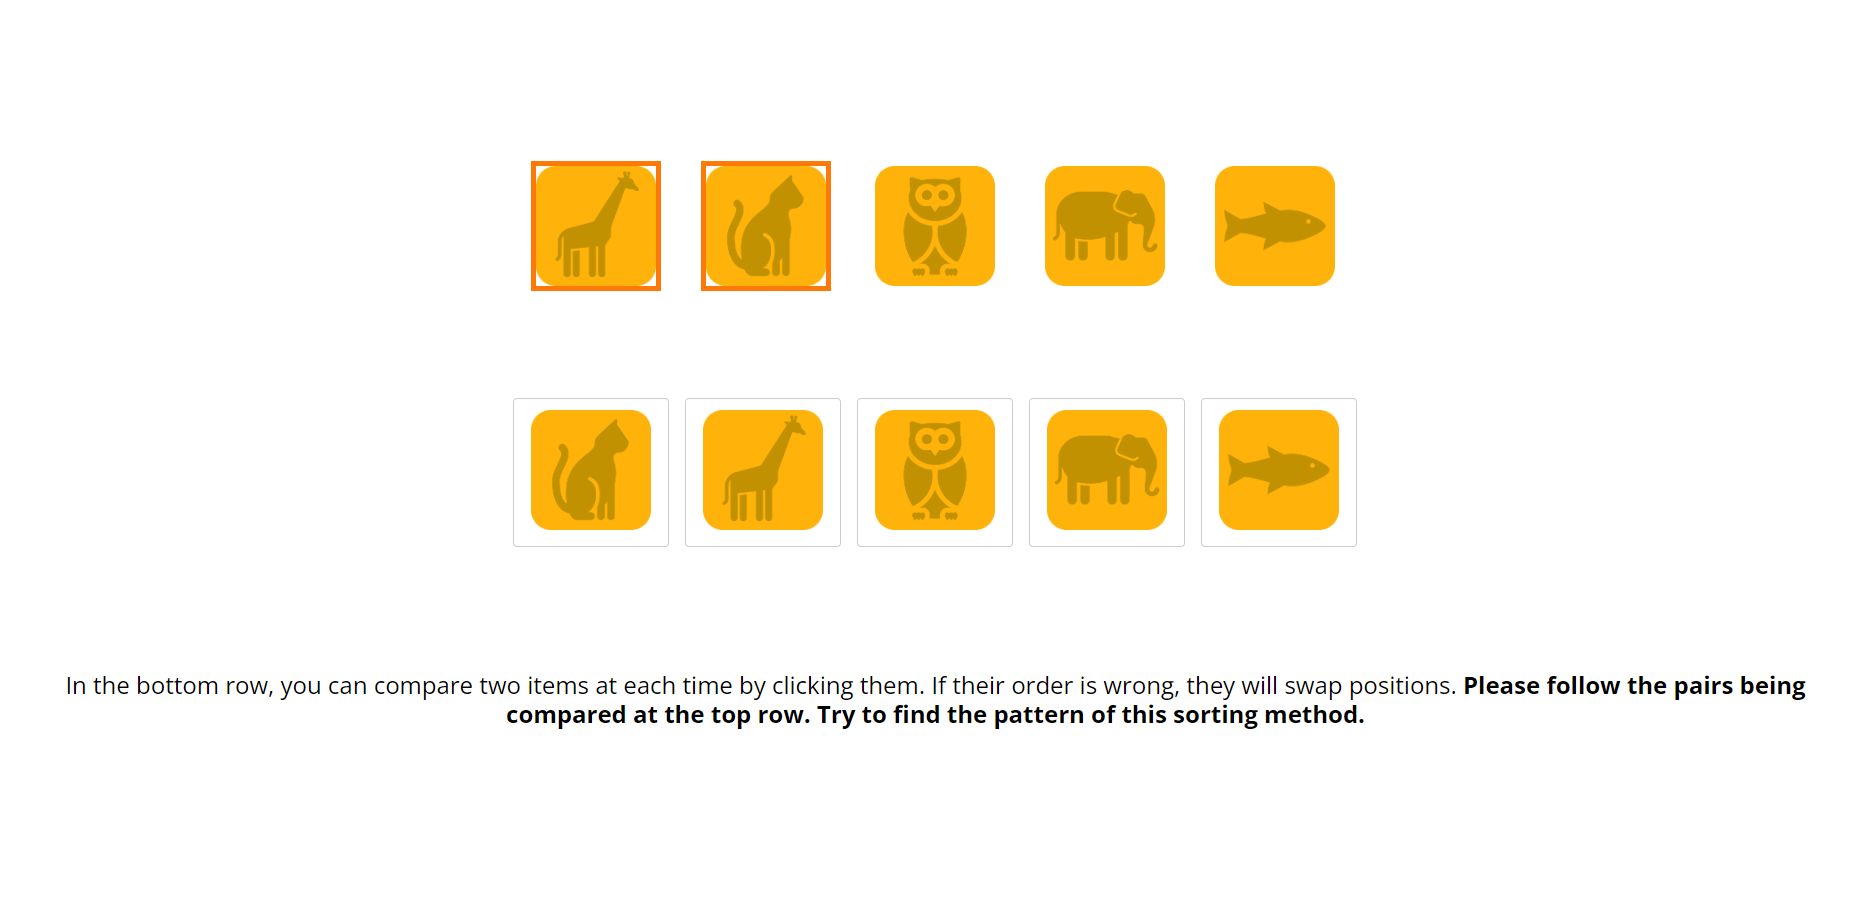 In the bottom row, you can compare two items at each time by clicking them. If their order is wrong, they will swap positions. Please follow the pairs being
compared at the top row. Try to find the pattern of this sorting method.